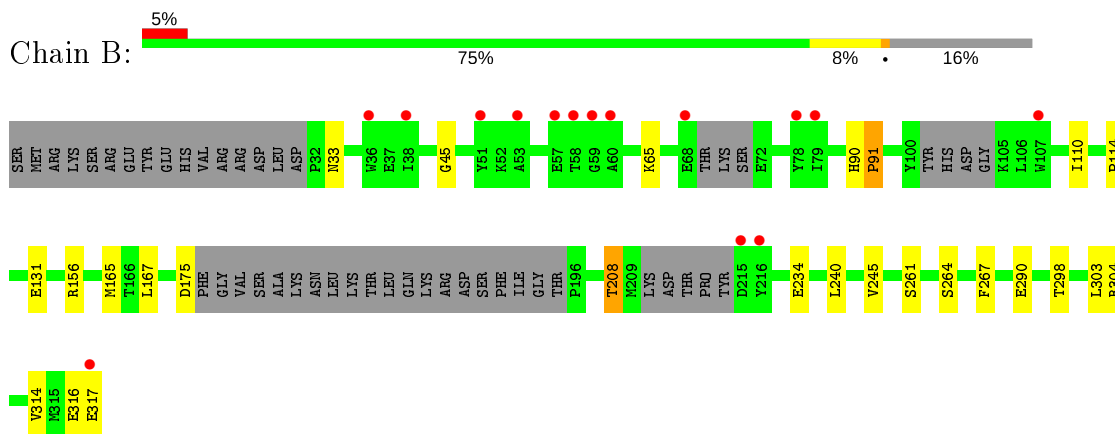 5%
Chain B:
75% 8% • 16%
SER MET ARG LYS SER ARG GLU TYR GLU HIS VAL ARG ARG ASP LEU ASP P32 N33 W36 E37 I38 G45 Y51 K52 A53 E57 T58 G59 A60 K65 E68 THR LYS SER E72 Y78 I79 H90 P91 Y100 TYR HIS ASP GLY K105 L106 W107 I110
E131 R156 M165 T166 L167 D175 PHE GLY VAL SER ALA LYS ASN LEU LYS THR LEU GLN LYS ARG ASP SER PHE ILE GLY THR P196 T208 M209 LYS ASP THR PRO TYR D215 Y216 E234 L240 V245 S261 S264 F267 E290 T298 L303
V314 M315 E316 E317